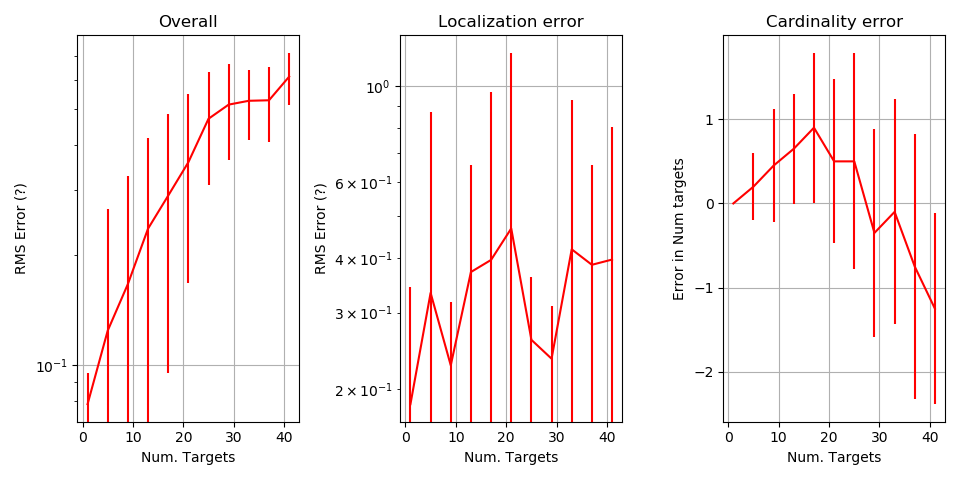 Overall
RMS Error (?)
10⁻¹
0 10 20 30 40
Num. Targets
Localization error
RMS Error (?)
10⁰
6 × 10⁻¹
4 × 10⁻¹
3 × 10⁻¹
2 × 10⁻¹
0 10 20 30 40
Num. Targets
Cardinality error
Error in Num targets
1
0
−1
−2
0 10 20 30 40
Num. Targets